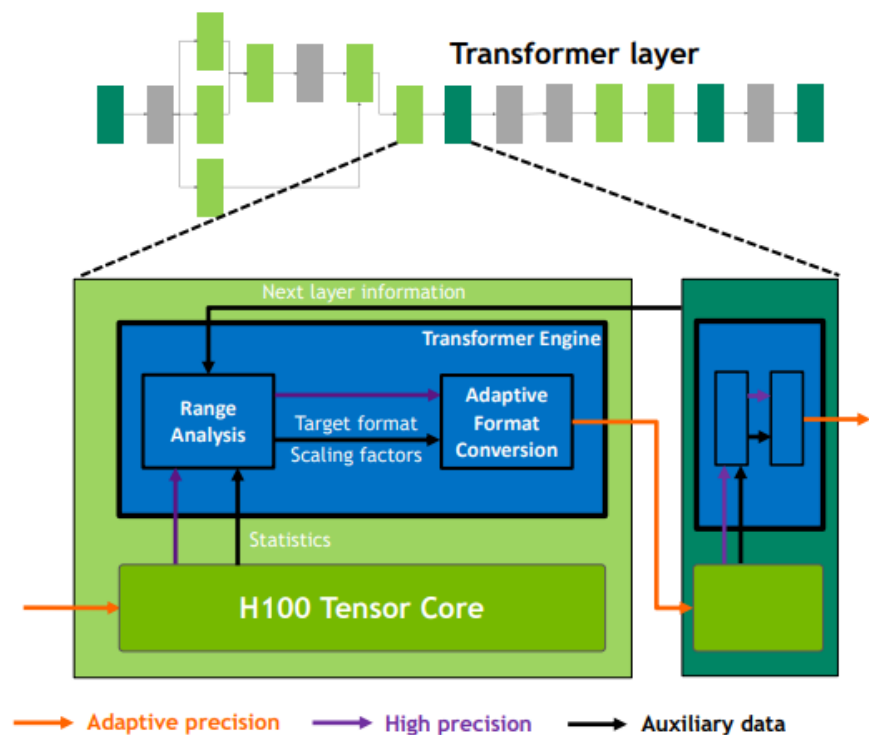 Transformer layer
Next layer information
Transformer Engine
Range
Analysis
Target format
Scaling factors
Adaptive
Format
Conversion
Statistics
H100 Tensor Core
Adaptive precision
High precision
Auxiliary data